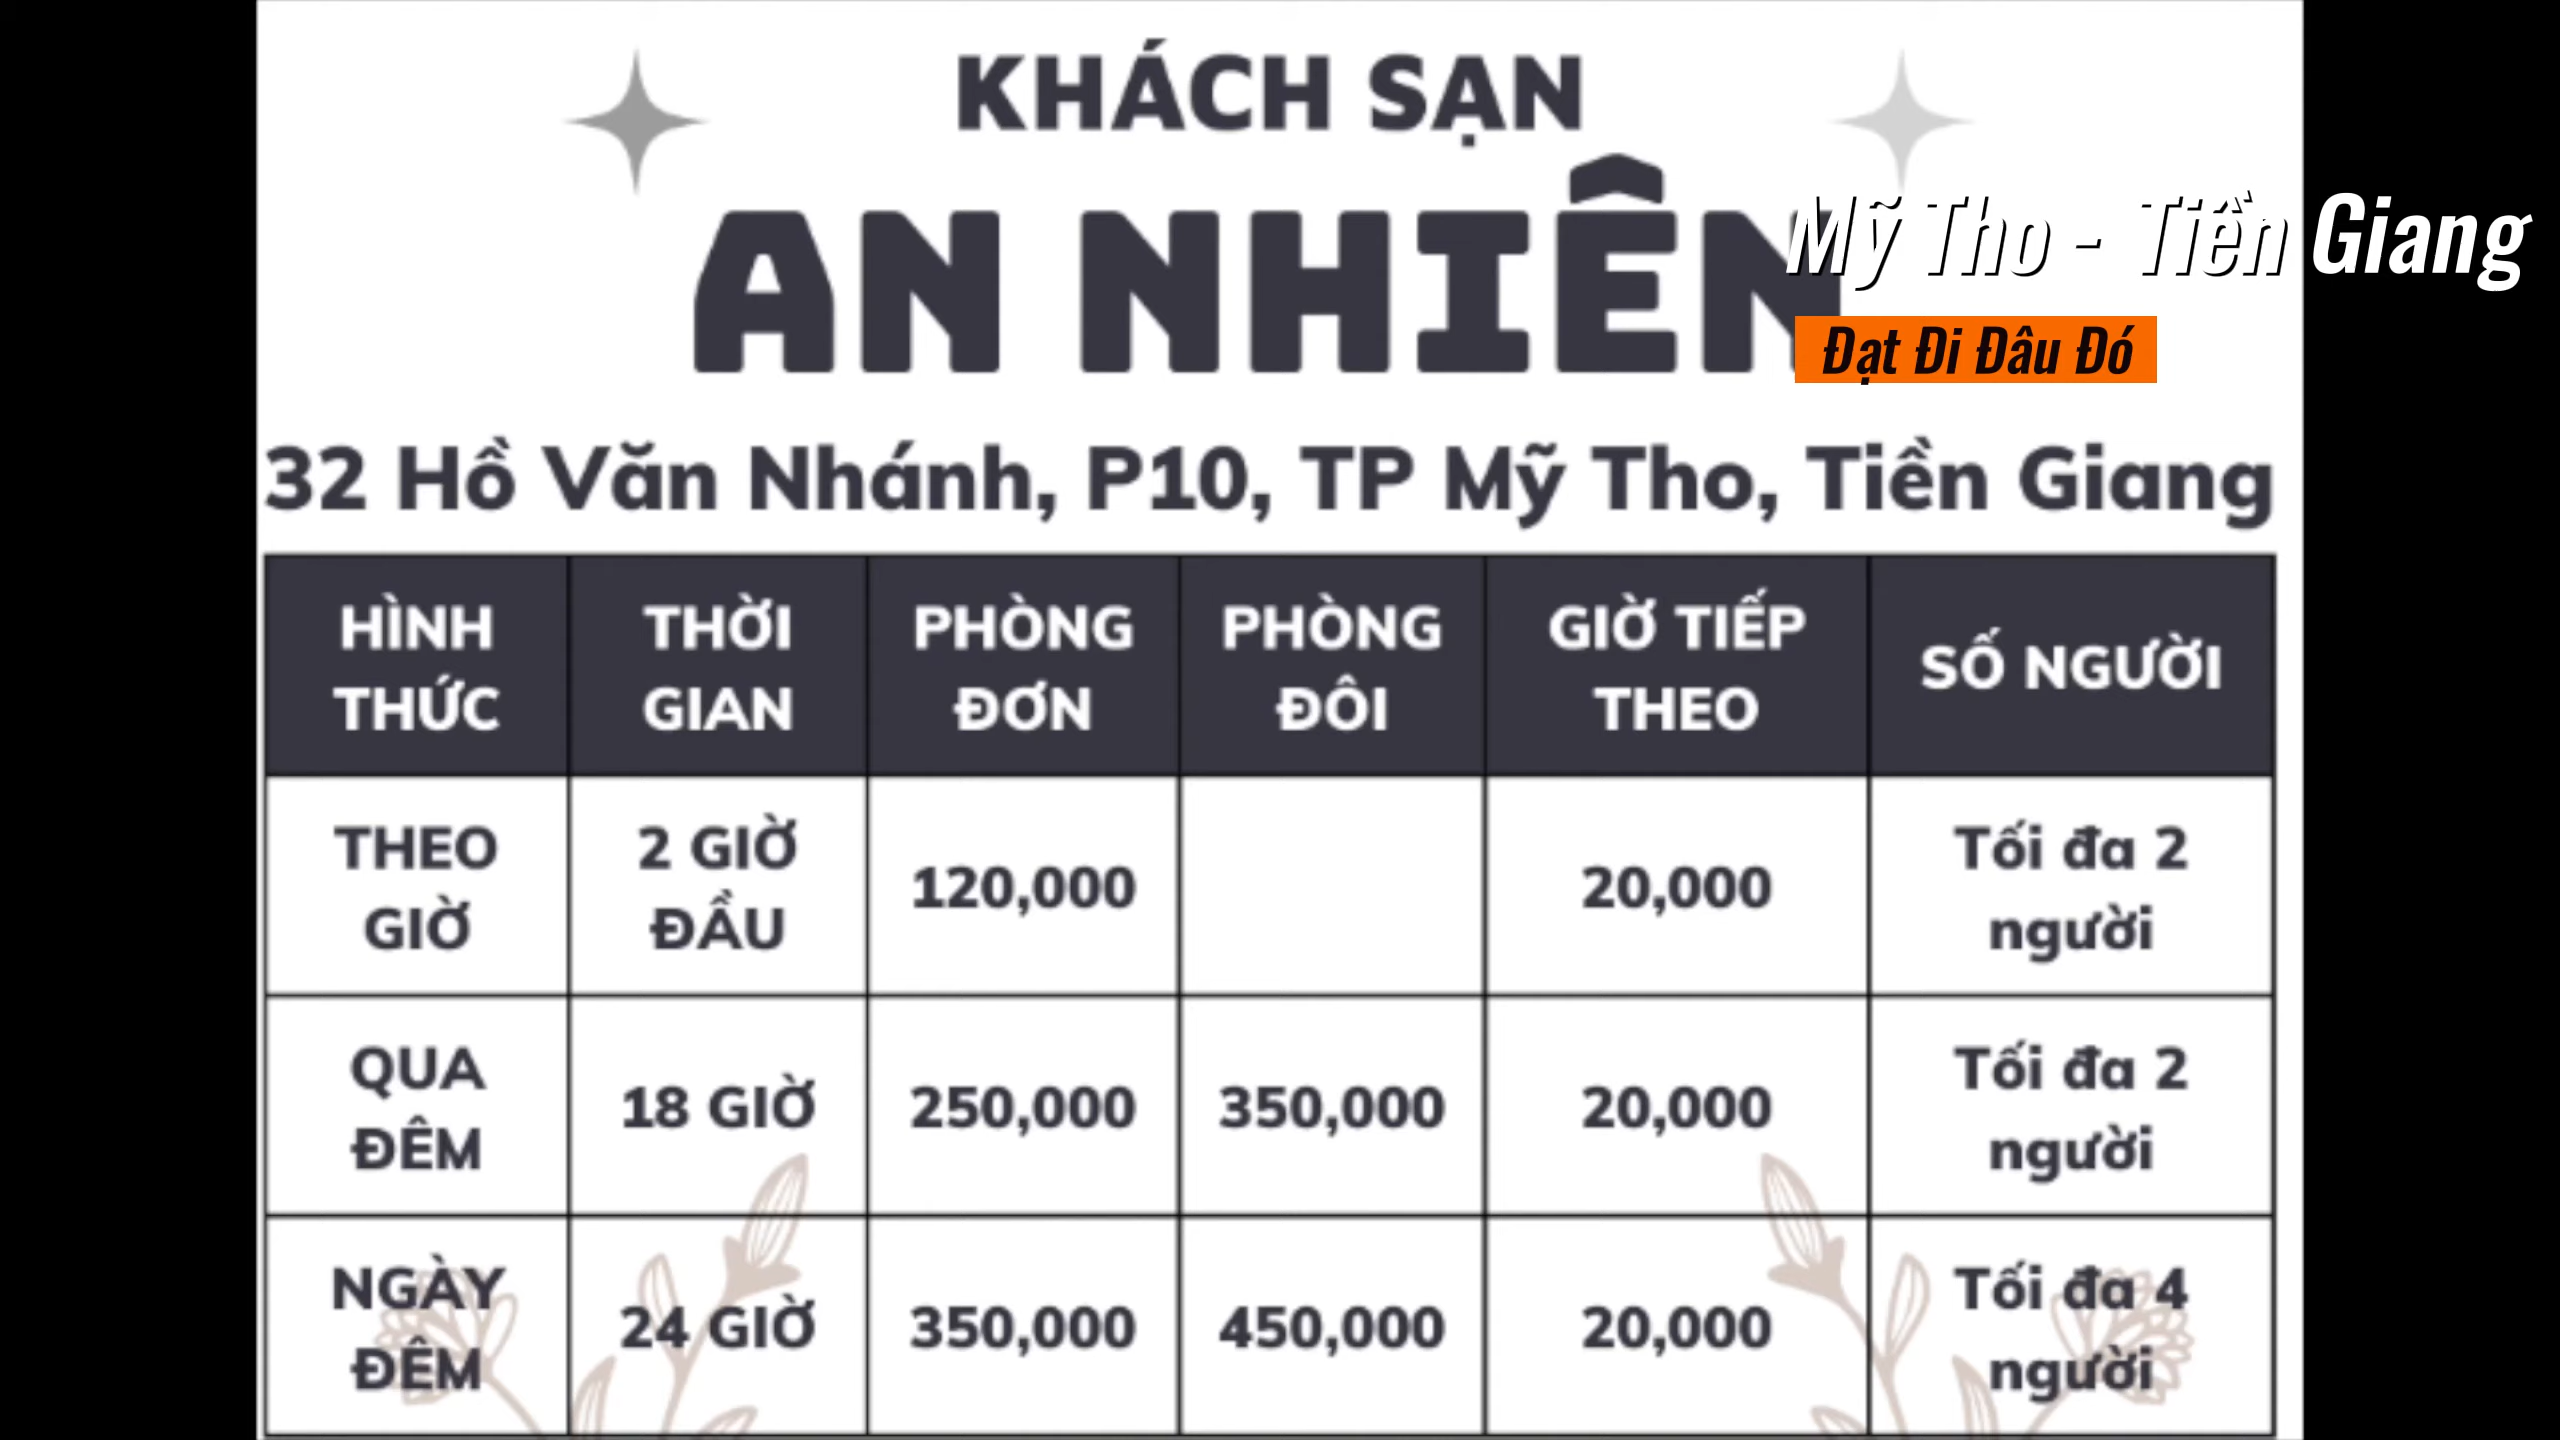 KHÁCH SẠN
AN NHIÊN
Mỹ Tho - Tiền Giang
Đạt Đi Đâu Đó
32 Hồ Văn Nhánh, P10, TP Mỹ Tho, Tiền Giang
HÌNH THỨC
THỜI GIAN
PHÒNG ĐƠN
PHÒNG ĐÔI
GIỜ TIẾP THEO
SỐ NGƯỜI
THEO GIỜ
2 GIỜ ĐẦU
120,000
20,000
Tối đa 2 người
QUA ĐÊM
18 GIỜ
250,000
350,000
20,000
Tối đa 2 người
NGÀY ĐÊM
24 GIỜ
350,000
450,000
20,000
Tối đa 4 người